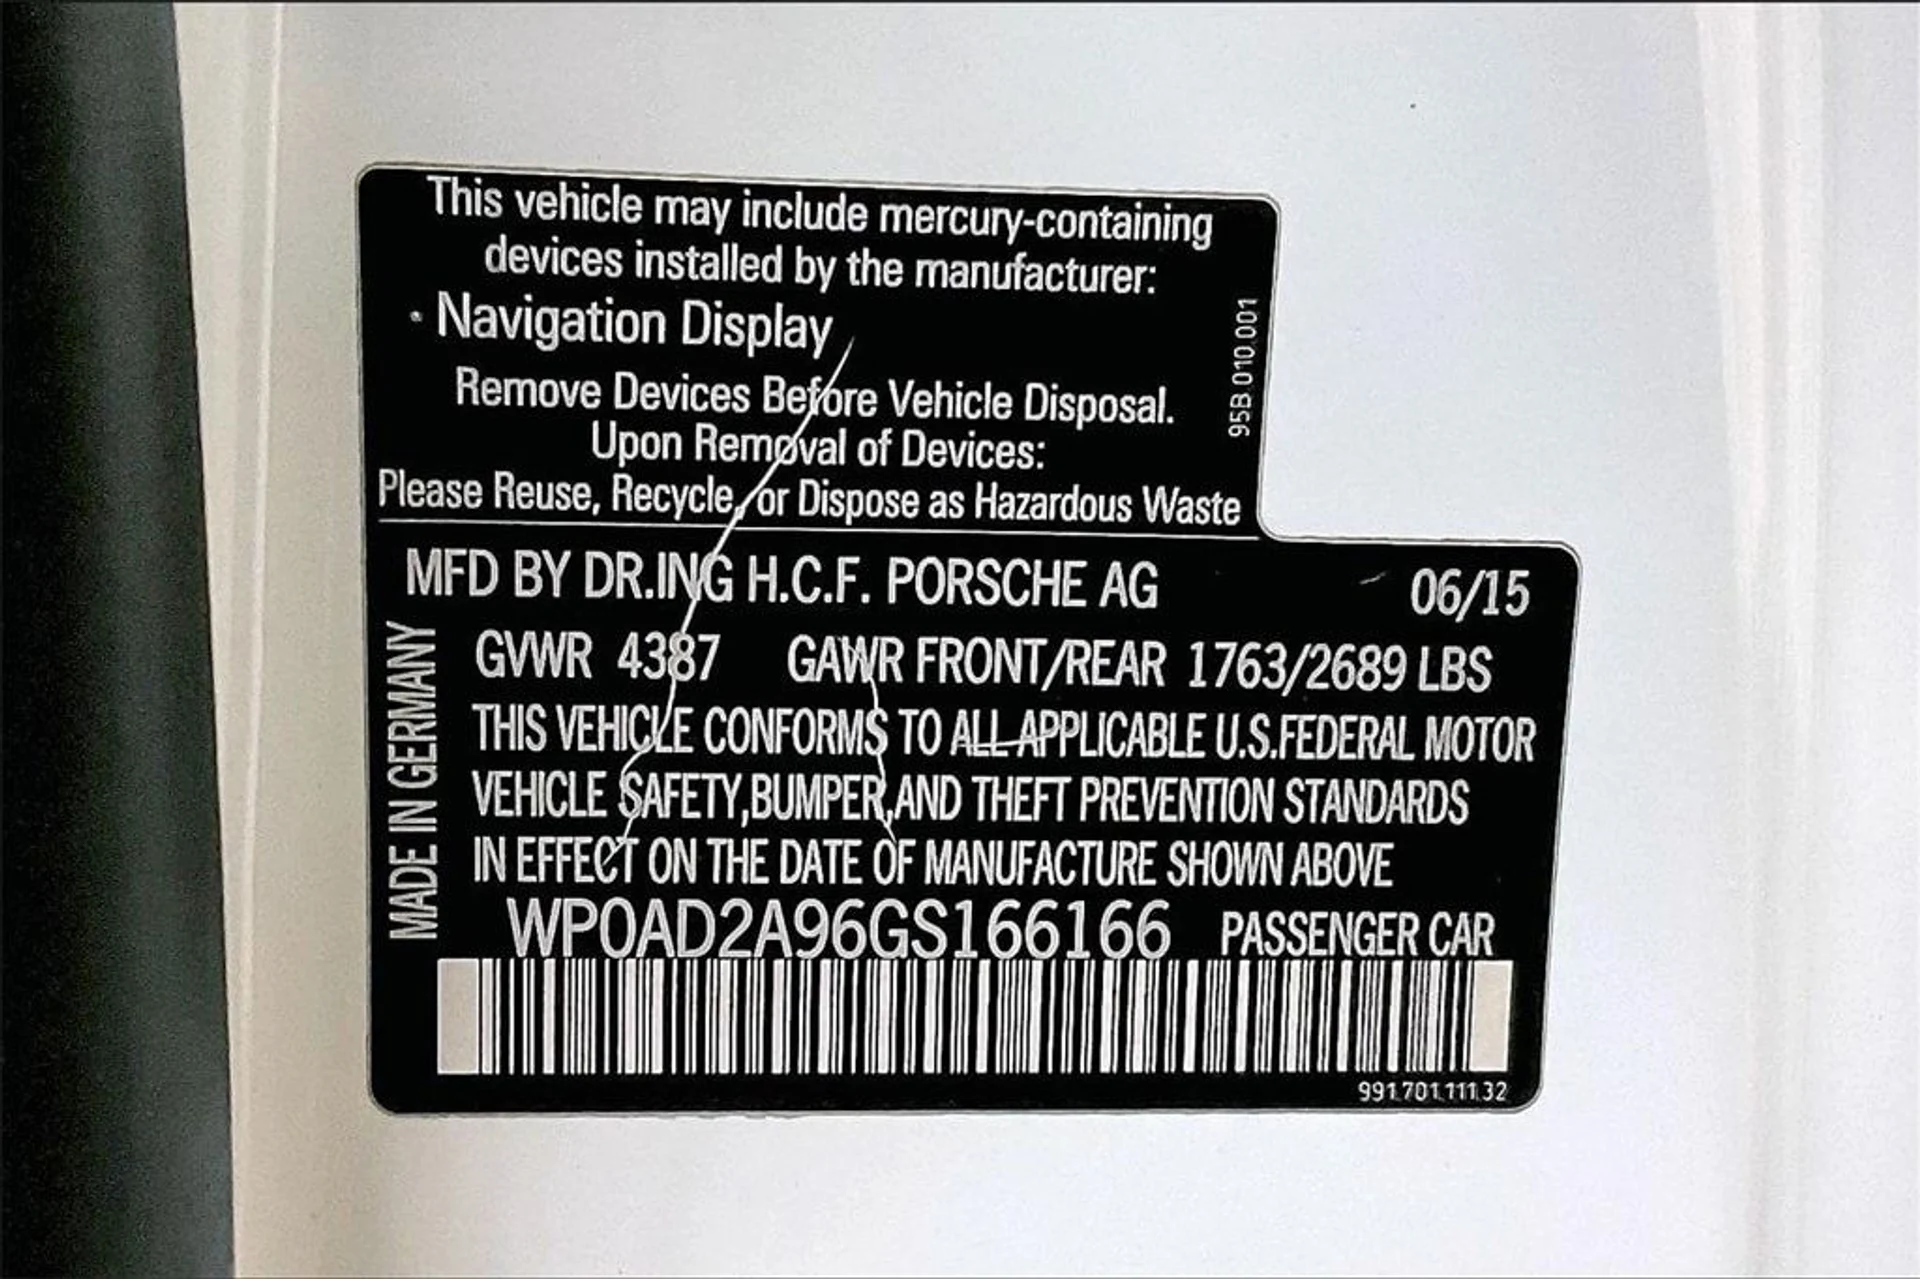 This vehicle may include mercury-containing
devices installed by the manufacturer:
· Navigation Display
Remove Devices Before Vehicle Disposal.
Upon Removal of Devices:
Please Reuse, Recycle, or Dispose as Hazardous Waste
95B.010.001
MFD BY DR.ING H.C.F. PORSCHE AG 06/15
GVWR 4387 GAWR FRONT/REAR 1763/2689 LBS
THIS VEHICLE CONFORMS TO ALL APPLICABLE U.S.FEDERAL MOTOR
VEHICLE SAFETY,BUMPER,AND THEFT PREVENTION STANDARDS
IN EFFECT ON THE DATE OF MANUFACTURE SHOWN ABOVE
MADE IN GERMANY
WP0AD2A96GS166166 PASSENGER CAR
991.701.111.32